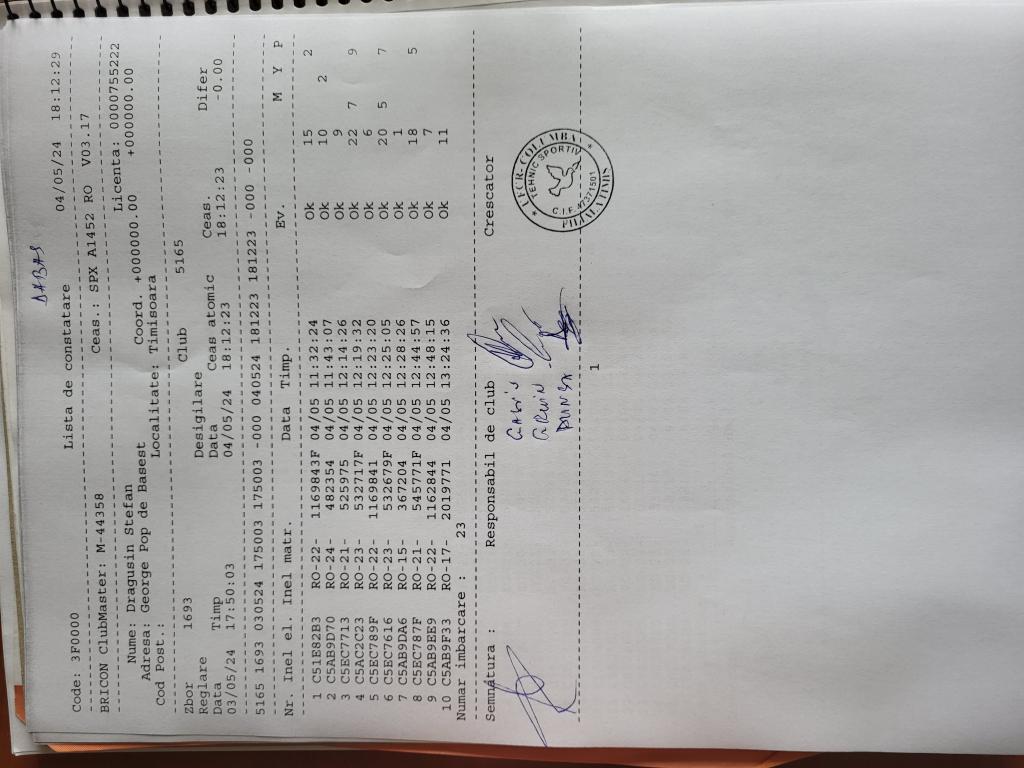 DABAS
Lista de constatare 04/05/24 18:12:29
Code: 3F0000
BRICON ClubMaster: M-44358 Ceas.: SPX A1452 RO V03.17
Licenta: 0000755222
Nume: Dragusin Stefan Coord. +000000.00 +000000.00
Adresa: George Pop de Basest
Cod Post.: Localitate: Timisoara
Zbor 1693 Club 5165
Reglare Desigilare
Data Timp Data Ceas atomic Ceas. Difer
03/05/24 17:50:03 04/05/24 18:12:23 18:12:23 -0.00
5165 1693 030524 175003 175003 -000 040524 181223 181223 -000 -000
Nr. Inel el. Inel matr. Data Timp. Ev. M Y P
1 C51E82B3 RO-22- 1169843F 04/05 11:32:24 Ok 15 2
2 C5AB9D70 RO-24- 482354 04/05 11:43:07 Ok 10 2
3 C5EC7713 RO-21- 525975 04/05 12:14:26 Ok 9
4 C5AC2C23 RO-23- 532717F 04/05 12:19:32 Ok 22 7 9
5 C5EC789F RO-22- 1169841 04/05 12:23:20 Ok 6
6 C5EC7616 RO-23- 532679F 04/05 12:25:05 Ok 20 5 7
7 C5AB9DA6 RO-15- 367204 04/05 12:28:26 Ok 1
8 C5EC787F RO-21- 545771F 04/05 12:44:57 Ok 18 5
9 C5AB9EE9 RO-22- 1162844 04/05 12:48:15 Ok 7
10 C5AB9F33 RO-17- 2019771 04/05 13:24:36 Ok 11
Numar imbarcare : 23
Semnătura : Responsabil de club Crescator
UFCR-COLUMBA
TEHNIC SPORTIV
C.I.F. 47371501
FILIALA TIMIS
1